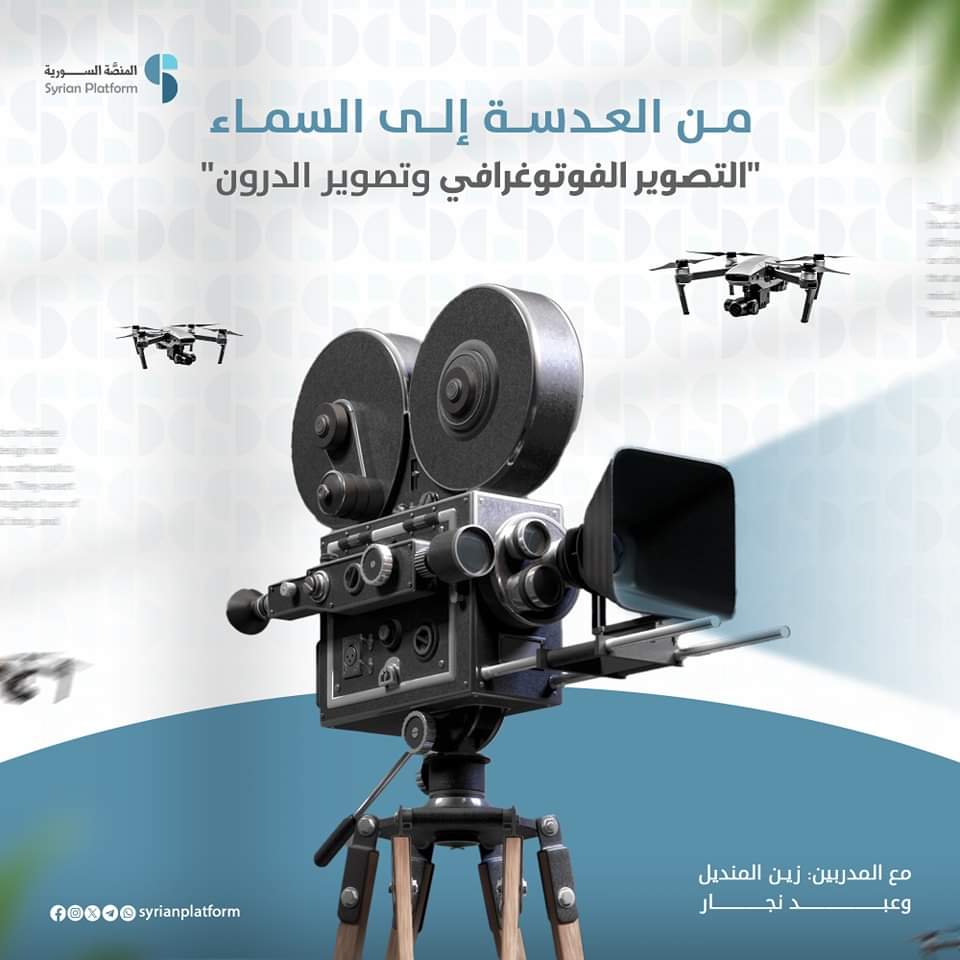 المنصَّة السورية
Syrian Platform
من العدسة إلى السماء
"التصوير الفوتوغرافي وتصوير الدرون"
مع المدربين: زين المنديل
وعبد نجار
syrianplatform